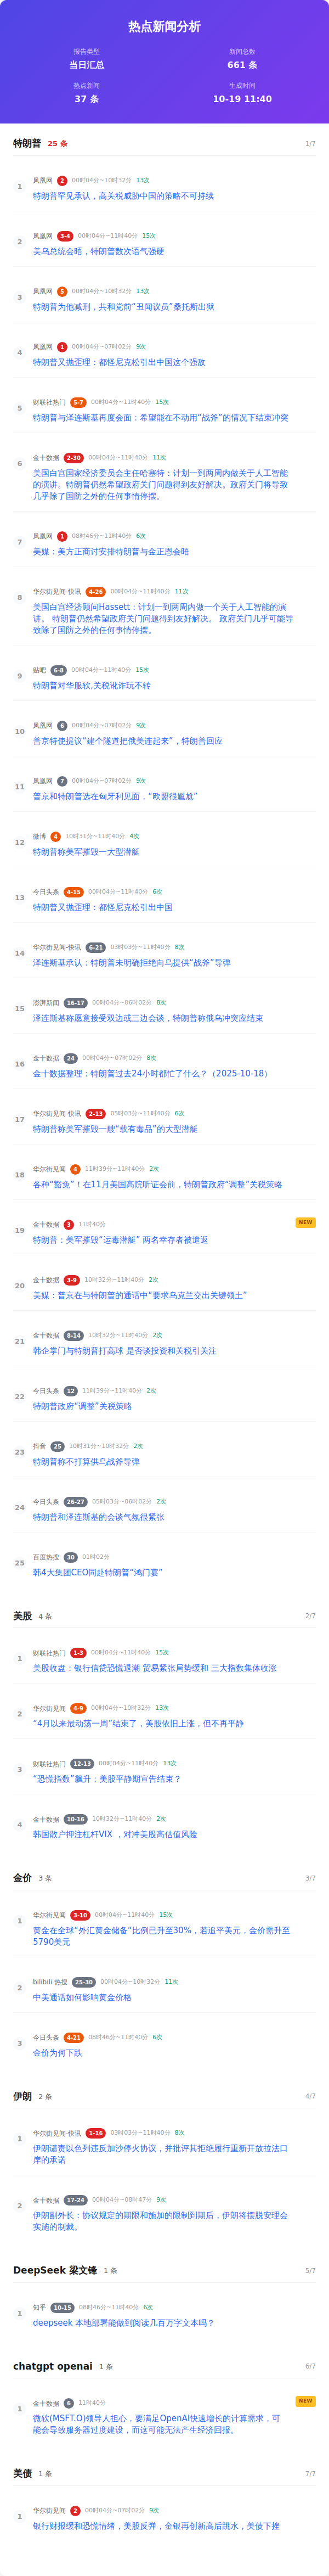 热点新闻分析
报告类型
新闻总数
当日汇总
661 条
热点新闻
生成时间
37 条
10-19 11:40
特朗普 25 条 1/7
1
凤凰网 2 00时04分~10时32分 13次
特朗普罕见承认，高关税威胁中国的策略不可持续
2
凤凰网 3-4 00时04分~11时40分 15次
美乌总统会晤，特朗普数次语气强硬
3
凤凰网 5 00时04分~10时32分 13次
特朗普为他减刑，共和党前“丑闻议员”桑托斯出狱
4
凤凰网 1 00时04分~07时02分 9次
特朗普又抛歪理：都怪尼克松引出中国这个强敌
5
财联社热门 5-7 00时04分~11时40分 15次
特朗普与泽连斯基再度会面：希望能在不动用“战斧”的情况下结束冲突
6
金十数据 2-30 00时04分~11时40分 11次
美国白宫国家经济委员会主任哈塞特：计划一到两周内做关于人工智能
的演讲。特朗普仍然希望政府关门问题得到友好解决。政府关门将导致
几乎除了国防之外的任何事情停摆。
7
凤凰网 1 08时46分~11时40分 6次
美媒：美方正商讨安排特朗普与金正恩会晤
8
华尔街见闻-快讯 4-26 00时04分~11时40分 11次
美国白宫经济顾问Hassett：计划一到两周内做一个关于人工智能的演
讲。 特朗普仍然希望政府关门问题得到友好解决。 政府关门几乎可能导
致除了国防之外的任何事情停摆。
9
贴吧 6-8 00时04分~11时40分 15次
特朗普对华服软,关税讹诈玩不转
10
凤凰网 6 00时04分~07时02分 9次
普京特使提议“建个隧道把俄美连起来”，特朗普回应
11
凤凰网 7 00时04分~07时02分 9次
普京和特朗普选在匈牙利见面，“欧盟很尴尬”
12
微博 4 10时31分~11时40分 4次
特朗普称美军摧毁一大型潜艇
13
今日头条 4-15 00时04分~11时40分 6次
特朗普又抛歪理：都怪尼克松引出中国
14
华尔街见闻-快讯 6-21 03时03分~11时40分 8次
泽连斯基承认：特朗普未明确拒绝向乌提供“战斧”导弹
15
澎湃新闻 16-17 00时04分~06时02分 8次
泽连斯基称愿意接受双边或三边会谈，特朗普称俄乌冲突应结束
16
金十数据 24 00时04分~07时02分 8次
金十数据整理：特朗普过去24小时都忙了什么？（2025-10-18）
17
华尔街见闻-快讯 2-13 05时03分~11时40分 6次
特朗普称美军摧毁一艘“载有毒品”的大型潜艇
18
华尔街见闻 4 11时39分~11时40分 2次
各种“豁免”！在11月美国高院听证会前，特朗普政府“调整”关税策略
19
金十数据 3 11时40分 NEW
特朗普：美军摧毁“运毒潜艇” 两名幸存者被遣返
20
金十数据 3-9 10时32分~11时40分 2次
美媒：普京在与特朗普的通话中“要求乌克兰交出关键领土”
21
金十数据 8-14 10时32分~11时40分 2次
韩企掌门与特朗普打高球 是否谈投资和关税引关注
22
今日头条 12 11时39分~11时40分 2次
特朗普政府“调整”关税策略
23
抖音 25 10时31分~10时32分 2次
特朗普称不打算供乌战斧导弹
24
今日头条 26-27 05时03分~06时02分 2次
特朗普和泽连斯基的会谈气氛很紧张
25
百度热搜 30 01时02分
韩4大集团CEO同赴特朗普“鸿门宴”
美股 4 条 2/7
1
财联社热门 1-3 00时04分~11时40分 15次
美股收盘：银行信贷恐慌退潮 贸易紧张局势缓和 三大指数集体收涨
2
华尔街见闻 4-9 00时04分~10时32分 13次
“4月以来最动荡一周”结束了，美股依旧上涨，但不再平静
3
财联社热门 12-13 00时04分~11时40分 13次
“恐慌指数”飙升：美股平静期宣告结束？
4
金十数据 10-16 10时32分~11时40分 2次
韩国散户押注杠杆VIX ，对冲美股高估值风险
金价 3 条 3/7
1
华尔街见闻 3-10 00时04分~11时40分 15次
黄金在全球“外汇黄金储备”比例已升至30%，若追平美元，金价需升至
5790美元
2
bilibili 热搜 25-30 00时04分~10时32分 11次
中美通话如何影响黄金价格
3
今日头条 4-21 08时46分~11时40分 6次
金价为何下跌
伊朗 2 条 4/7
1
华尔街见闻-快讯 1-16 03时03分~11时40分 8次
伊朗谴责以色列违反加沙停火协议，并批评其拒绝履行重新开放拉法口
岸的承诺
2
金十数据 17-24 00时04分~08时47分 9次
伊朗副外长：协议规定的期限和施加的限制到期后，伊朗将摆脱安理会
实施的制裁。
DeepSeek 梁文锋 1 条 5/7
1
知乎 10-15 08时46分~11时40分 6次
deepseek 本地部署能做到阅读几百万字文本吗？
chatgpt openai 1 条 6/7
1
金十数据 6 11时40分 NEW
微软(MSFT.O)领导人担心，要满足OpenAI快速增长的计算需求，可
能会导致服务器过度建设，而这可能无法产生经济回报。
美债 1 条 7/7
1
华尔街见闻 2 00时04分~07时02分 9次
银行财报缓和恐慌情绪，美股反弹，金银再创新高后跳水，美债下挫